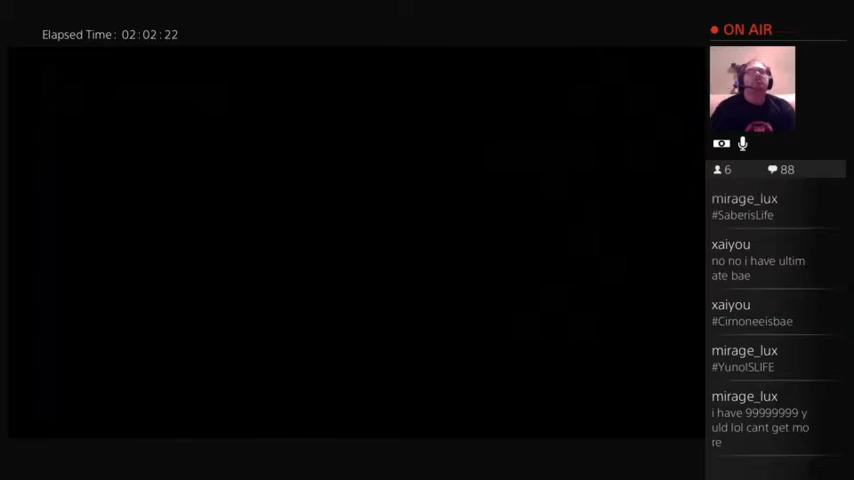 Elapsed Time: 02:02:22
ON AIR
6
88
mirage_lux
#SaberisLife
xaiyou
no no i have ultim
ate bae
xaiyou
#Cirnoneeisbae
mirage_lux
#YunoISLIFE
mirage_lux
i have 99999999 y
uld lol cant get mo
re